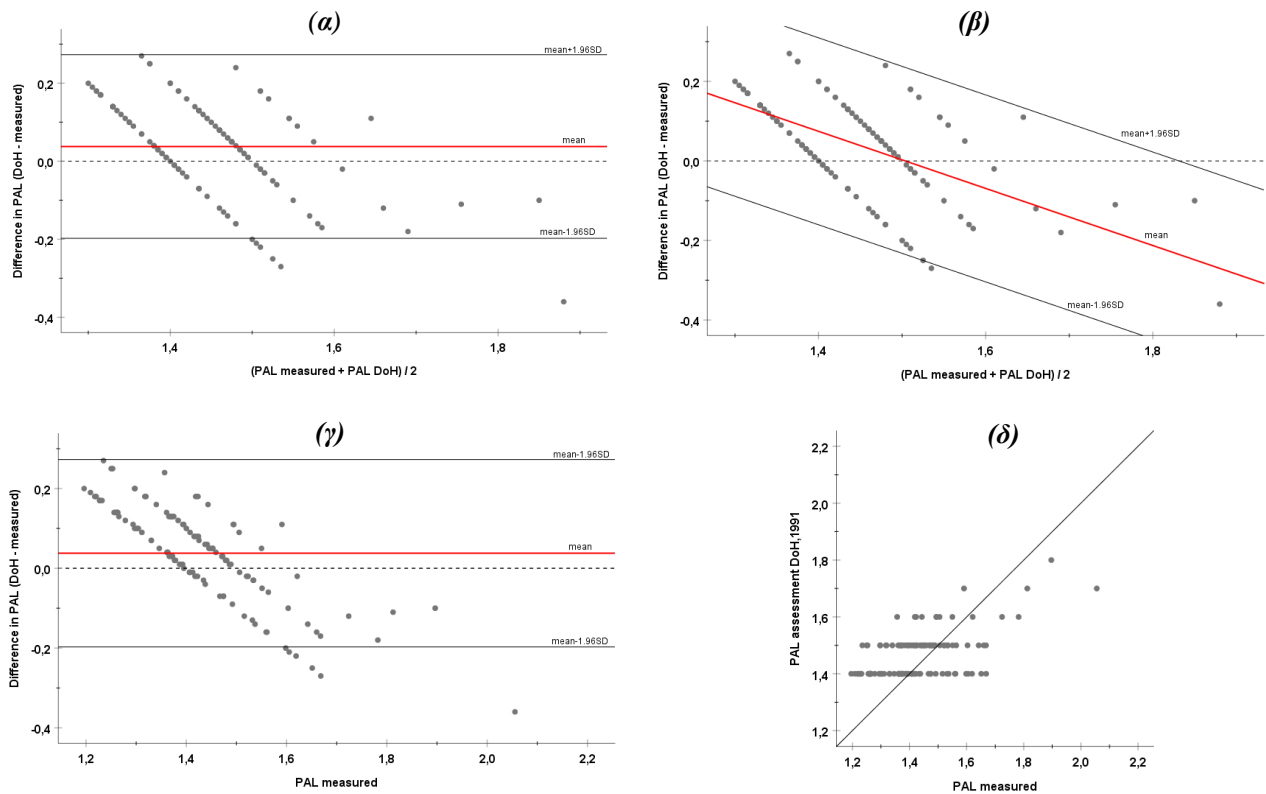 (α)
Difference in PAL (DoH - measured)
0,2
0,0
-0,2
-0,4
mean+1.96SD
mean
mean-1.96SD
1,4
1,6
1,8
(PAL measured + PAL DoH) / 2
(β)
Difference in PAL (DoH - measured)
0,2
0,0
-0,2
-0,4
mean+1.96SD
mean
mean-1.96SD
1,4
1,6
1,8
(PAL measured + PAL DoH) / 2
(γ)
Difference in PAL (DoH - measured)
0,2
0,0
-0,2
-0,4
mean-1.96SD
mean
mean-1.96SD
1,2
1,4
1,6
1,8
2,0
2,2
PAL measured
(δ)
PAL assessment DoH,1991
2,2
2,0
1,8
1,6
1,4
1,2
1,2
1,4
1,6
1,8
2,0
2,2
PAL measured